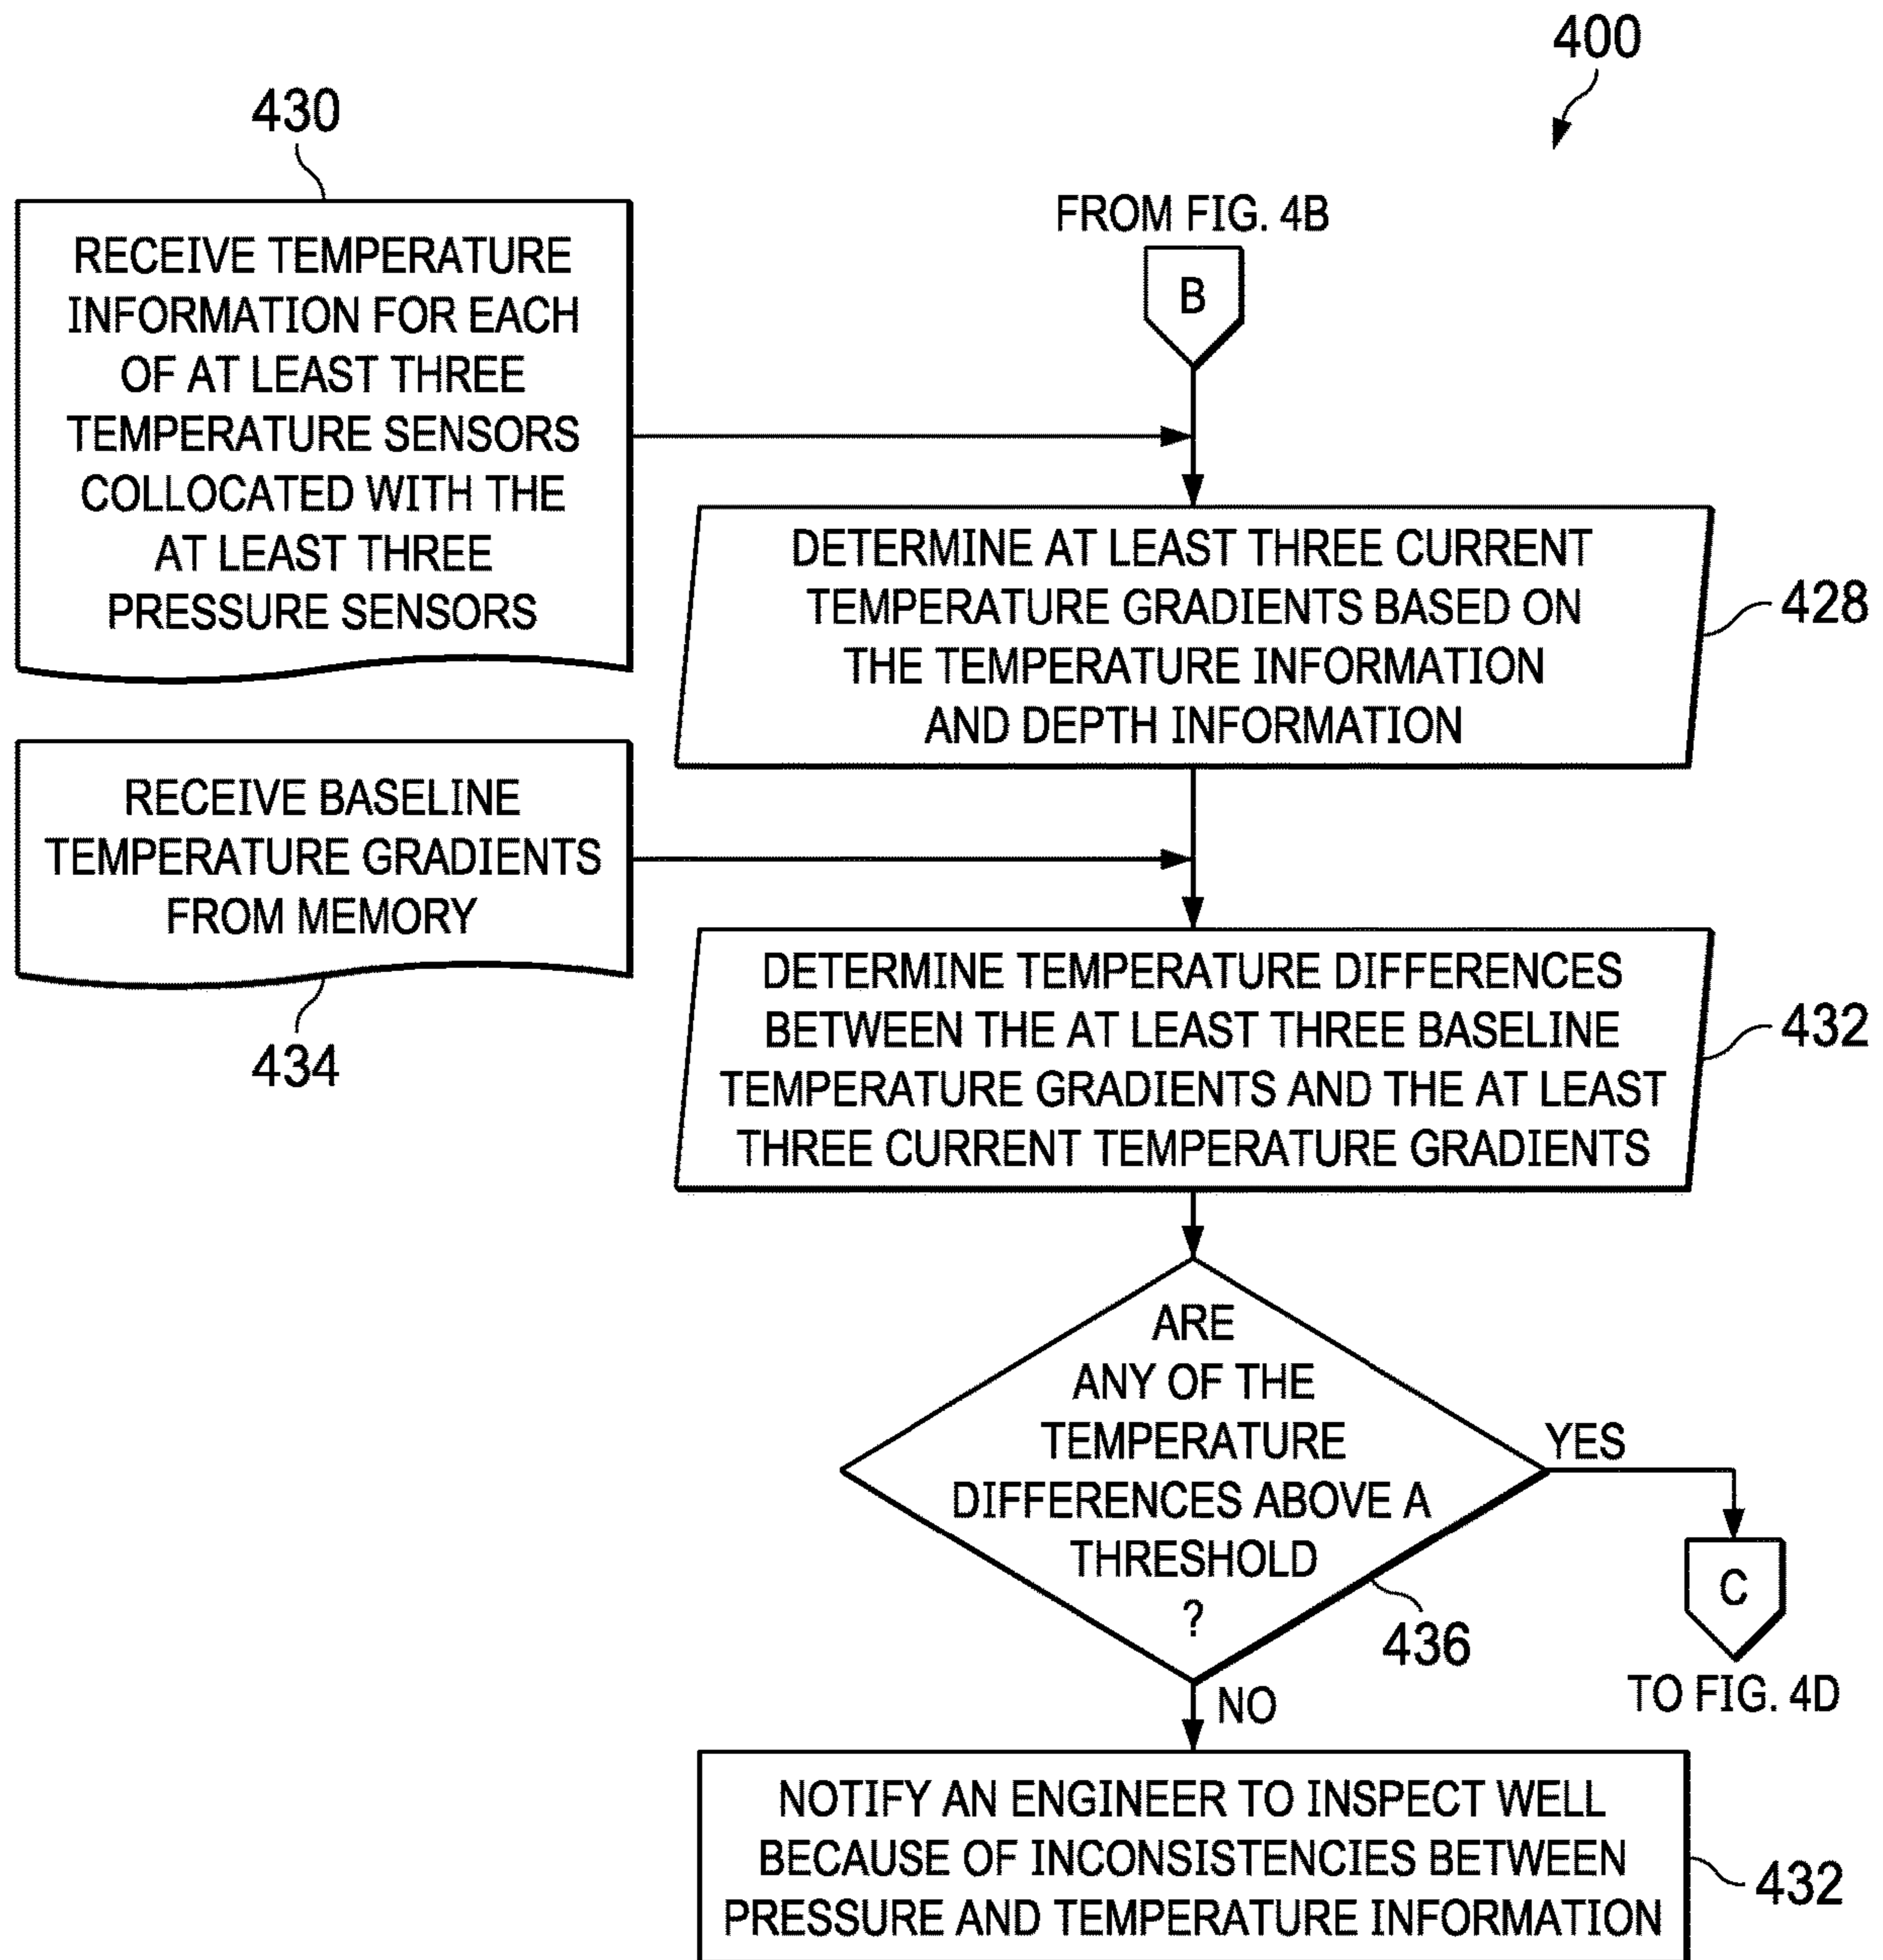 400
430
RECEIVE TEMPERATURE
INFORMATION FOR EACH
OF AT LEAST THREE
TEMPERATURE SENSORS
COLLOCATED WITH THE
AT LEAST THREE
PRESSURE SENSORS
FROM FIG. 4B
B
DETERMINE AT LEAST THREE CURRENT
TEMPERATURE GRADIENTS BASED ON
THE TEMPERATURE INFORMATION
AND DEPTH INFORMATION
428
RECEIVE BASELINE
TEMPERATURE GRADIENTS
FROM MEMORY
434
DETERMINE TEMPERATURE DIFFERENCES
BETWEEN THE AT LEAST THREE BASELINE
TEMPERATURE GRADIENTS AND THE AT LEAST
THREE CURRENT TEMPERATURE GRADIENTS
432
ARE
ANY OF THE
TEMPERATURE
DIFFERENCES ABOVE A
THRESHOLD
?
436
YES
C
TO FIG. 4D
NO
NOTIFY AN ENGINEER TO INSPECT WELL
BECAUSE OF INCONSISTENCIES BETWEEN
PRESSURE AND TEMPERATURE INFORMATION
432